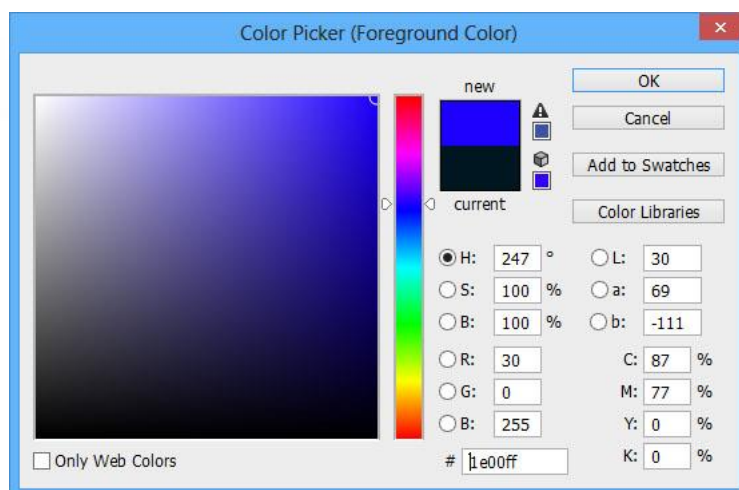 Color Picker (Foreground Color)
new
current
OK
Cancel
Add to Swatches
Color Libraries
H: 247 °
S: 100 %
B: 100 %
R: 30
G: 0
B: 255
# 1e00ff
L: 30
a: 69
b: -111
C: 87 %
M: 77 %
Y: 0 %
K: 0 %
Only Web Colors